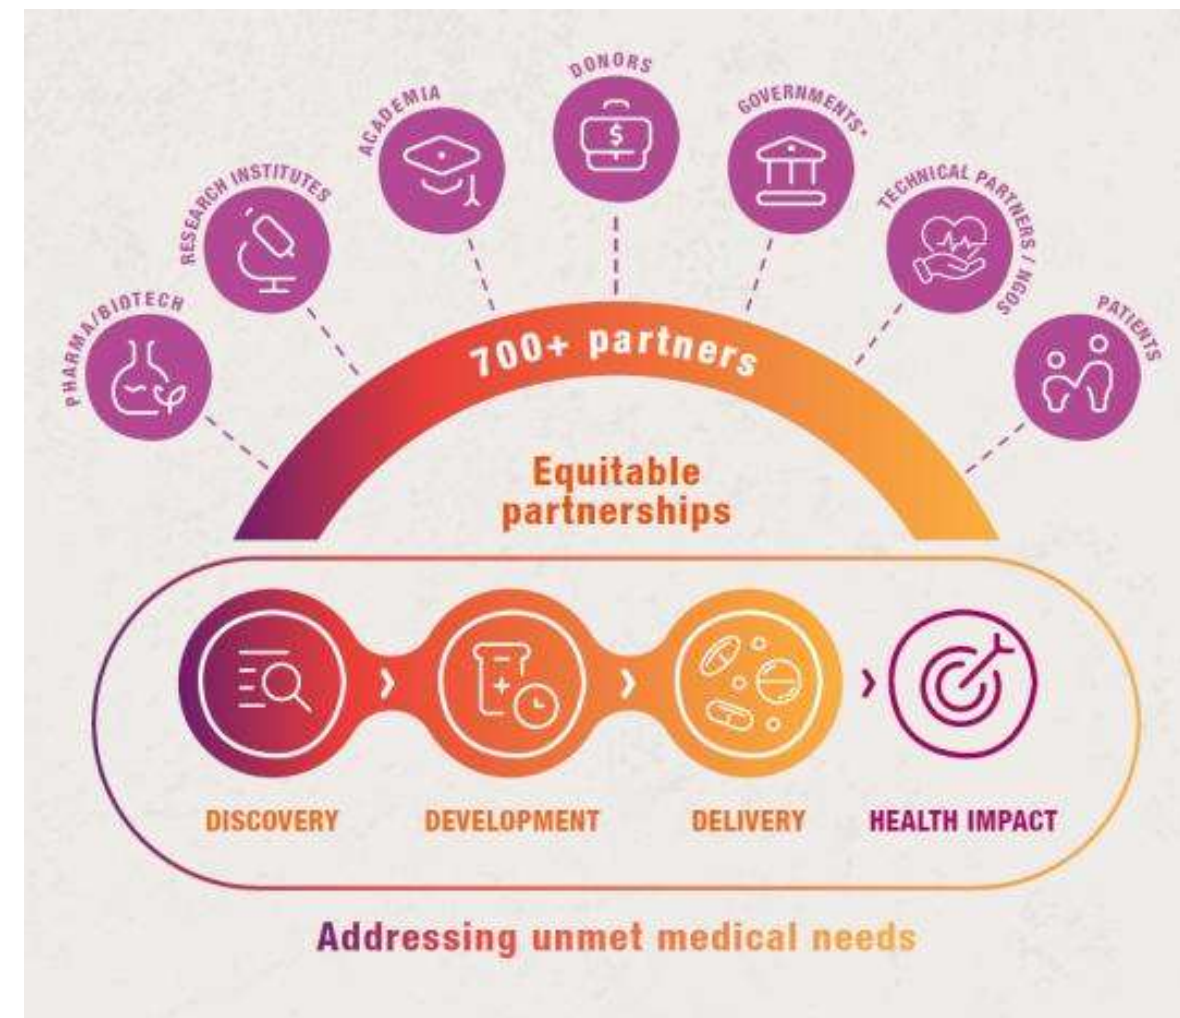 PHARMA/BIOTECH
RESEARCH INSTITUTES
ACADEMIA
DONORS
GOVERNMENTS*
TECHNICAL PARTNERS / NGOS
PATIENTS
$
700+ partners
Equitable
partnerships
DISCOVERY
DEVELOPMENT
DELIVERY
HEALTH IMPACT
Addressing unmet medical needs